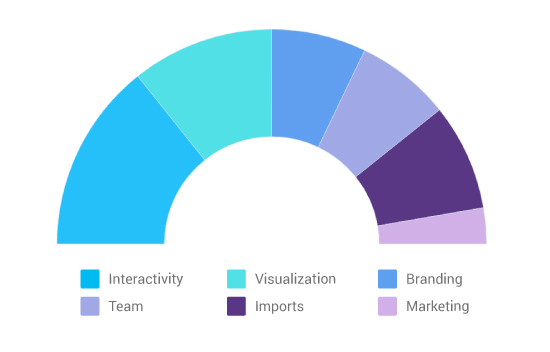 Interactivity Visualization Branding
Team Imports Marketing